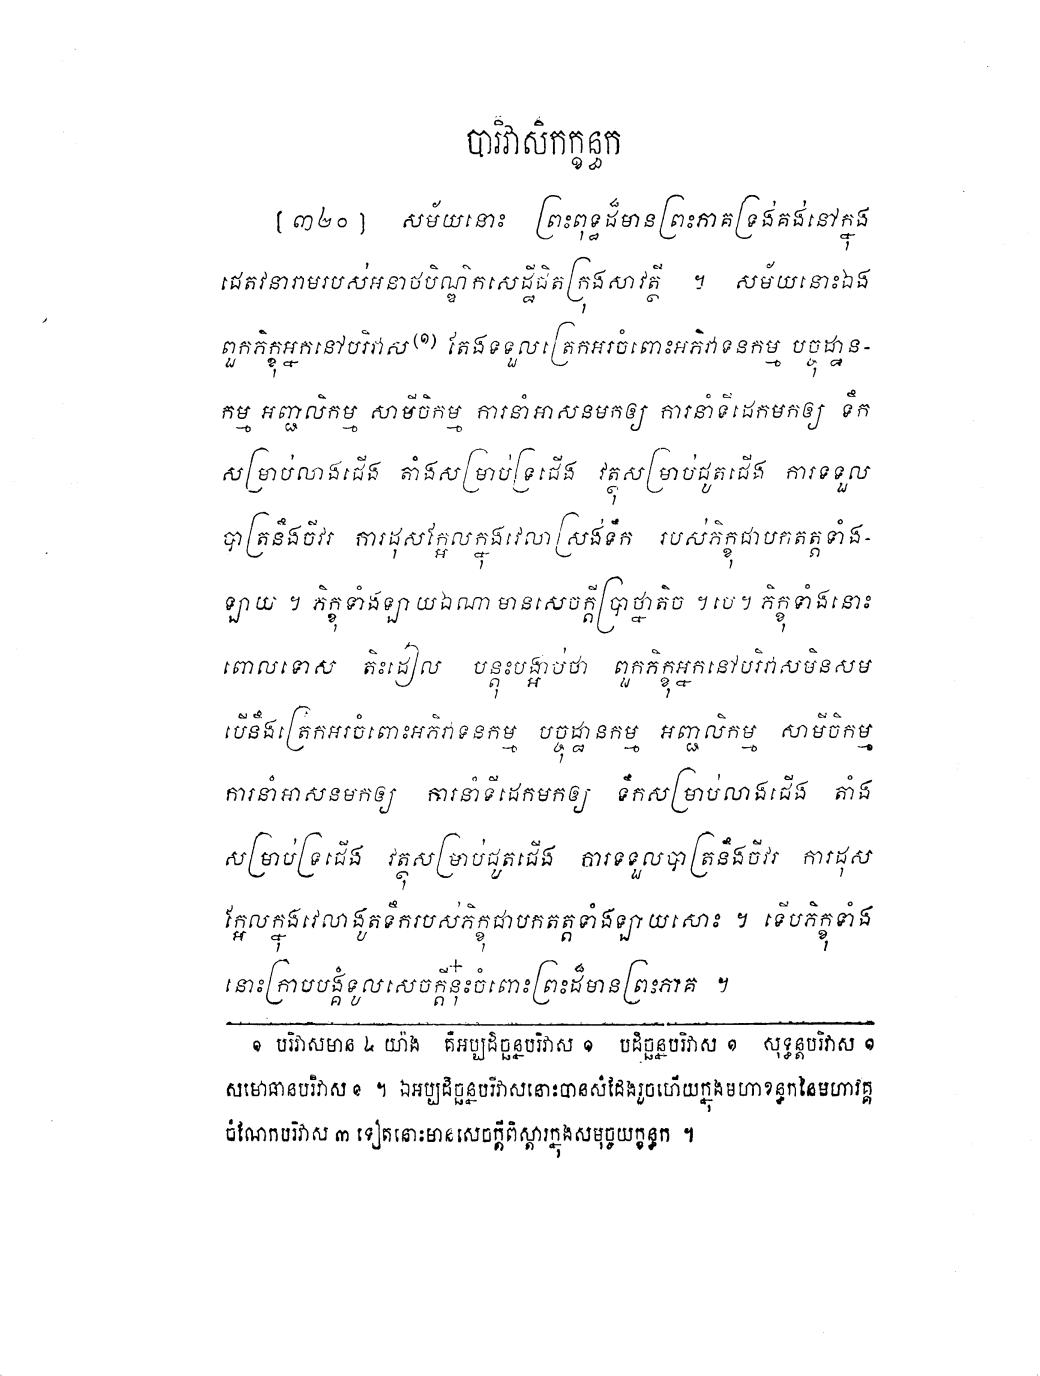 បារិវាសិកក្ខន្ធក
[ ៣២០ ] សម័យនោះ ព្រះពុទ្ធដ៏មានព្រះភាគទ្រង់គង់នៅក្នុង
ជេតវនារាមរបស់អនាថបិណ្ឌិកសេដ្ឋីជិតក្រុងសាវត្ថី ។ សម័យនោះឯង
ពួកភិក្ខុអ្នកនៅបរិវាស(១) តែងទទួលត្រេកអរចំពោះអភិវាទនកម្ម បច្ចុដ្ឋាន-
កម្ម អញ្ជលិកម្ម សាមីចិកម្ម ការនាំអាសនមកឲ្យ ការនាំទីដេកមកឲ្យ ទឹក
សម្រាប់លាងជើង តាំងសម្រាប់ទ្រជើង វត្ថុសម្រាប់ជូតជើង ការទទួល
បាត្រនឹងចីវរ ការដុសក្អែលក្នុងវេលាស្រង់ទឹក របស់ភិក្ខុជាបកតត្តទាំង-
ឡាយ ។ ភិក្ខុទាំងឡាយឯណាមានសេចក្តីប្រាថ្នាតិច ។បេ។ ភិក្ខុទាំងនោះ
ពោលទោស តិះដៀល បន្តុះបង្អាប់ថា ពួកភិក្ខុអ្នកនៅបរិវាសមិនសម
បើនឹងត្រេកអរចំពោះអភិវាទនកម្ម បច្ចុដ្ឋានកម្ម អញ្ជលិកម្ម សាមីចិកម្ម
ការនាំអាសនមកឲ្យ ការនាំទីដេកមកឲ្យ ទឹកសម្រាប់លាងជើង តាំង
សម្រាប់ទ្រជើង វត្ថុសម្រាប់ជូតជើង ការទទួលបាត្រនឹងចីវរ ការដុស
ក្អែលក្នុងវេលាងូតទឹករបស់ភិក្ខុជាបកតត្តទាំងឡាយសោះ ។ ទើបភិក្ខុទាំង
នោះក្រាបបង្គំទូលសេចក្តីនុ៎ះចំពោះព្រះដ៏មានព្រះភាគ ។
១ បរិវាសមាន ៤ យ៉ាង គឺអប្បដិច្ឆន្នបរិវាស ១ បដិច្ឆន្នបរិវាស ១ សុទ្ធន្តបរិវាស ១
សមោធានបរិវាស ១ ។ ឯអប្បដិច្ឆន្នបរិវាសនោះបានសំដែងរួចហើយក្នុងមហាខន្ធកនៃមហាវគ្គ
ចំណែកបរិវាស ៣ ទៀតនោះមានសេចក្តីពិស្តារក្នុងសមុច្ចយក្ខន្ធក ។